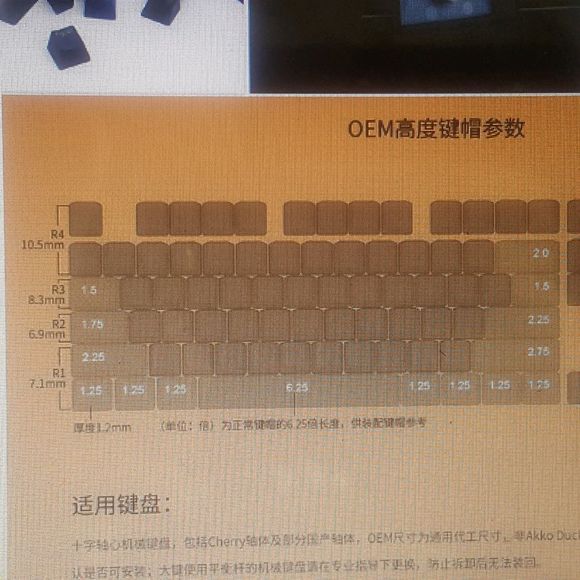 OEM高度键帽参数
R4
10.5mm
2.0
R3
8.3mm
1.5
1.5
R2
6.9mm
1.75
2.25
R1
7.1mm
2.25
2.75
1.25 1.25 1.25 6.25 1.25 1.25 1.25 1.25
厚度1.2mm （单位：倍）为正常键帽的6.25倍长度，供装配键帽参考
适用键盘：
十字轴心机械键盘，包括Cherry轴体及部分国产轴体，OEM尺寸为通用代工尺寸，非Akko Duck
认是否可安装；大键使用平衡杆的机械键盘请在专业指导下更换，防止拆卸后无法装回。